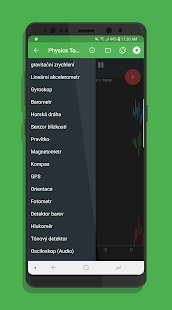 11:30 AM
Physics To...
gravitační zrychlení
Lineární akcelerometr
Gyroskop
Barometr
Horská dráha
Senzor blízkosti
Pravítko
Magnetometr
Kompas
GPS
Orientace
Fotometr
Detektor barev
Hlukoměr
Tónový detektor
Osciloskop (Audio)